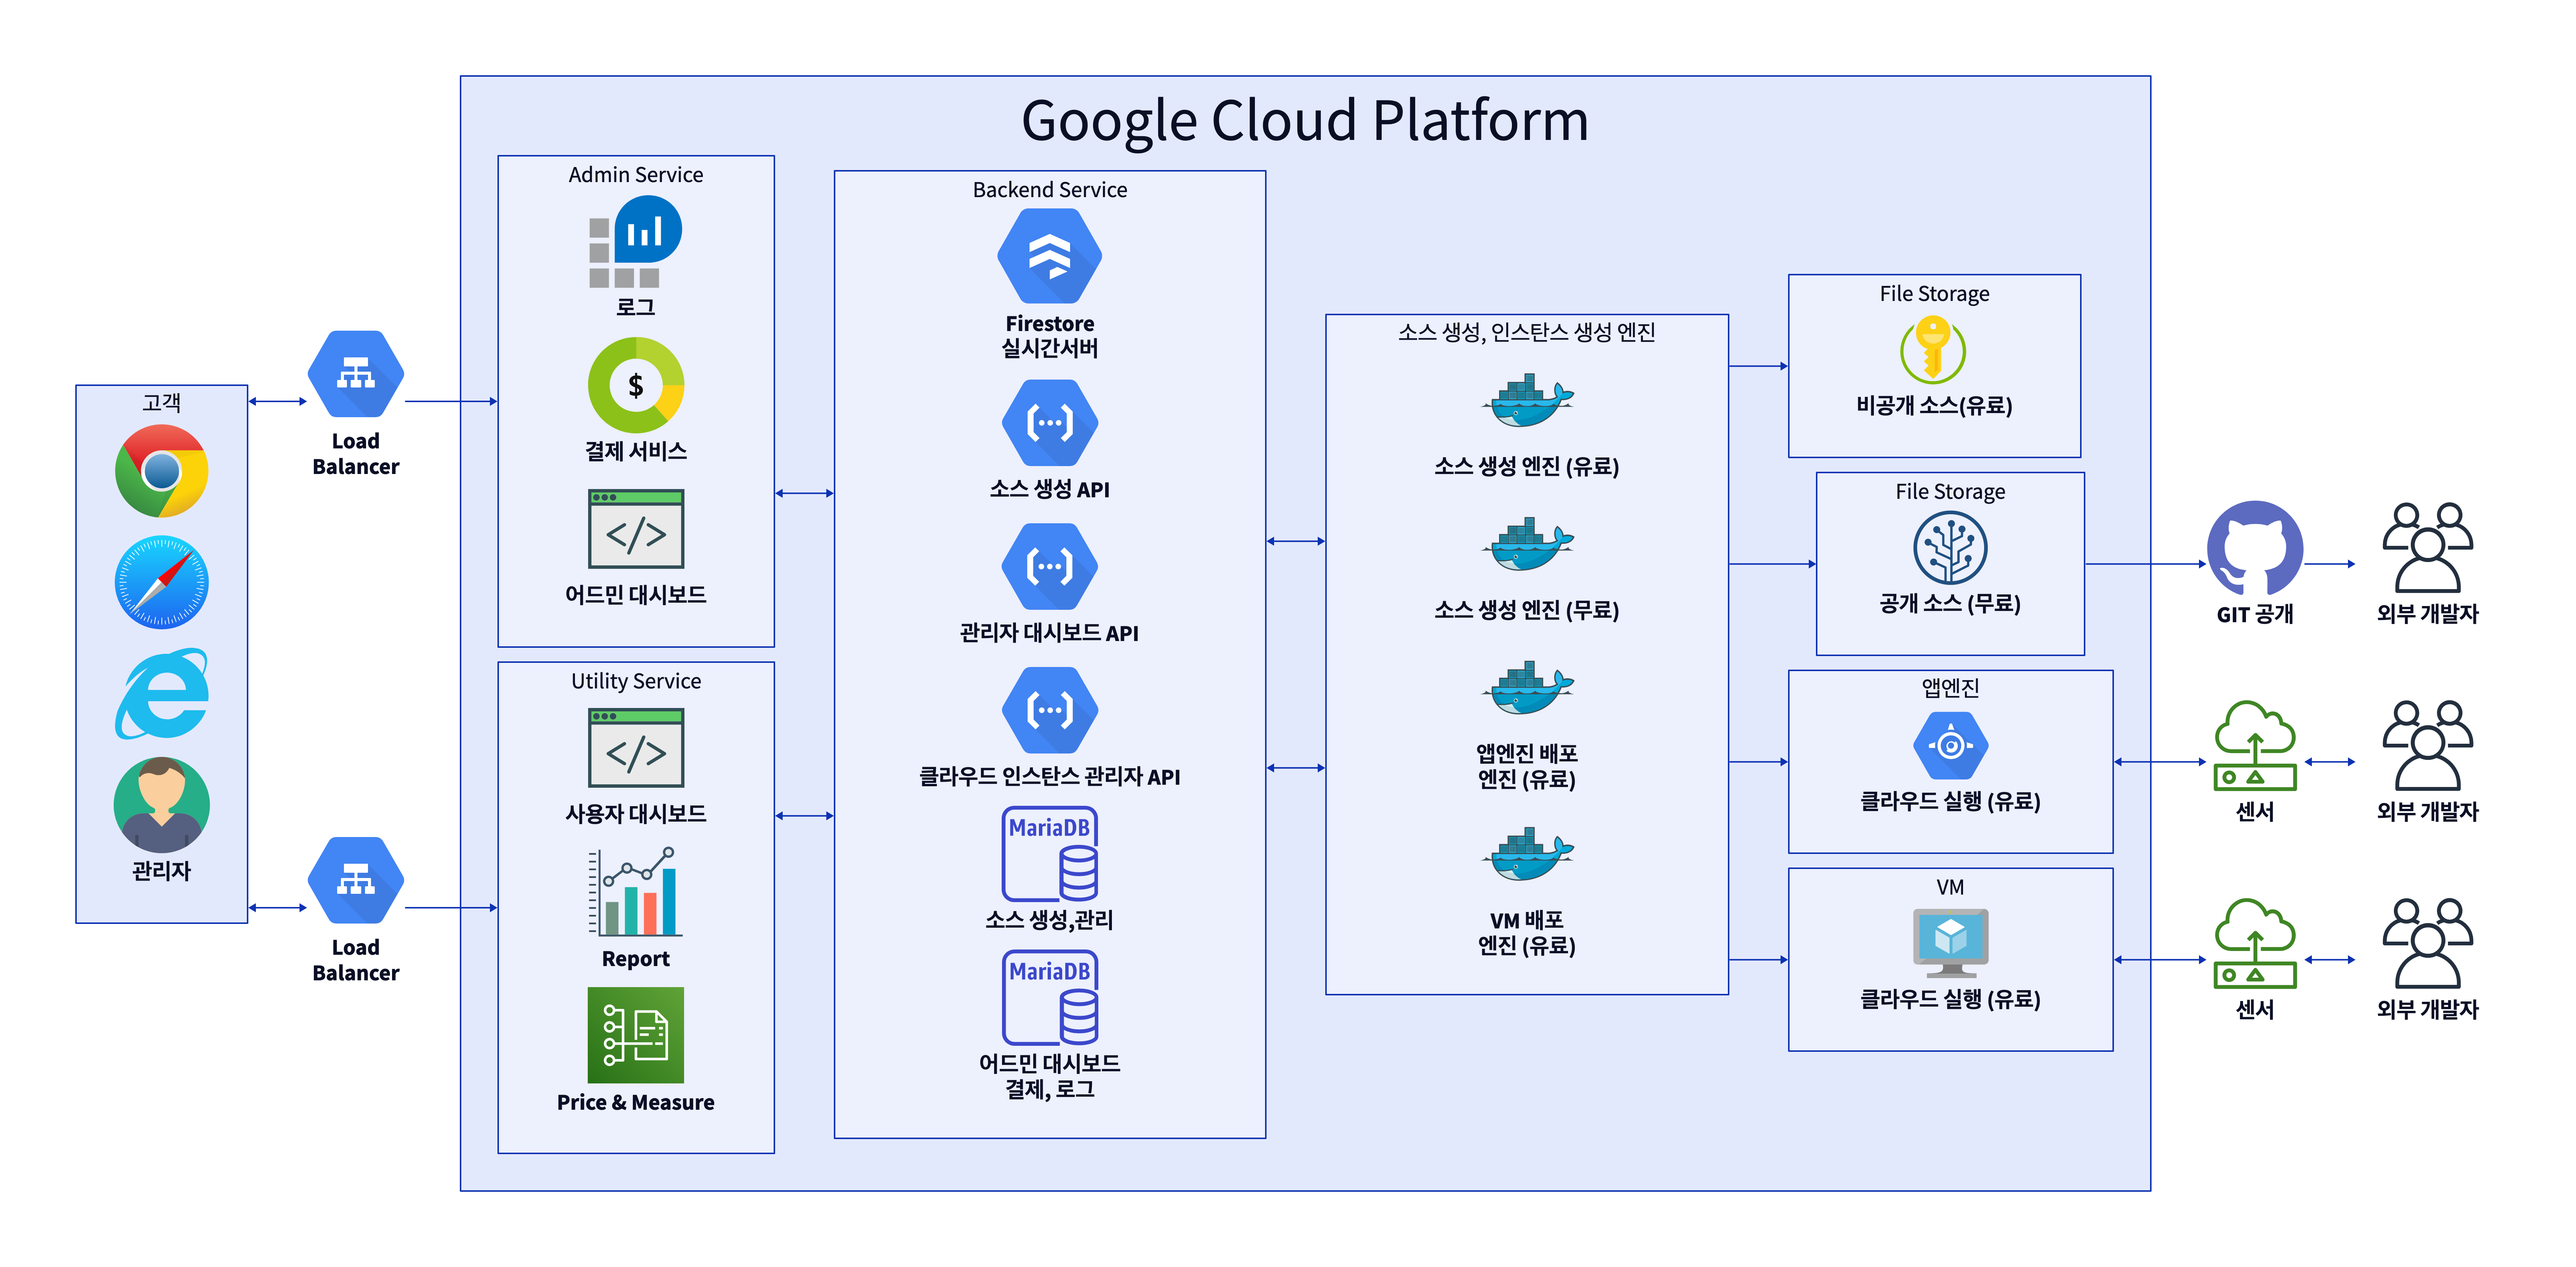 Google Cloud Platform
고객
관리자
Load
Balancer
Load
Balancer
Admin Service
로그
$
결제 서비스
</>
어드민 대시보드
Utility Service
</>
사용자 대시보드
Report
Price & Measure
Backend Service
Firestore
실시간서버
소스 생성 API
관리자 대시보드 API
클라우드 인스탄스 관리자 API
MariaDB
소스 생성,관리
MariaDB
어드민 대시보드
결제, 로그
소스 생성, 인스탄스 생성 엔진
소스 생성 엔진 (유료)
소스 생성 엔진 (무료)
앱엔진 배포
엔진 (유료)
VM 배포
엔진 (유료)
File Storage
비공개 소스(유료)
File Storage
공개 소스 (무료)
앱엔진
클라우드 실행 (유료)
VM
클라우드 실행 (유료)
GIT 공개
외부 개발자
센서
외부 개발자
센서
외부 개발자